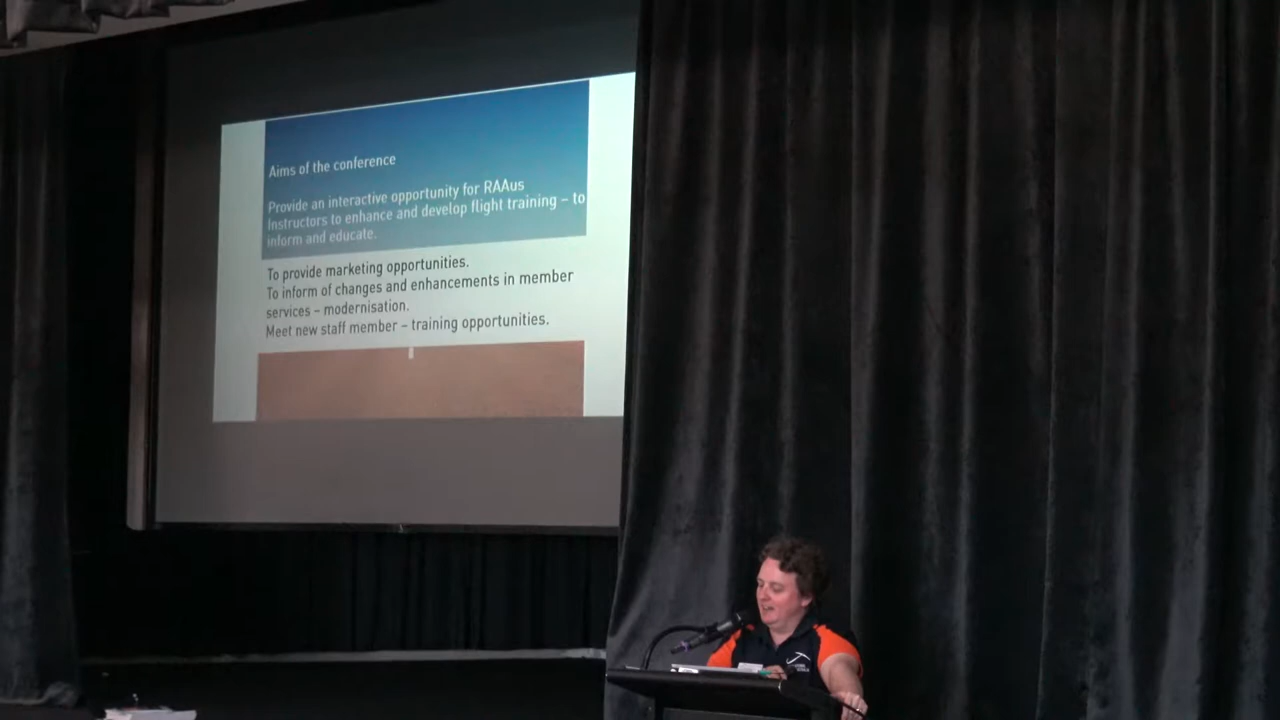 Aims of the conference
Provide an interactive opportunity for RAAus
Instructors to enhance and develop flight training – to
inform and educate.
To provide marketing opportunities.
To inform of changes and enhancements in member
services – modernisation.
Meet new staff member – training opportunities.